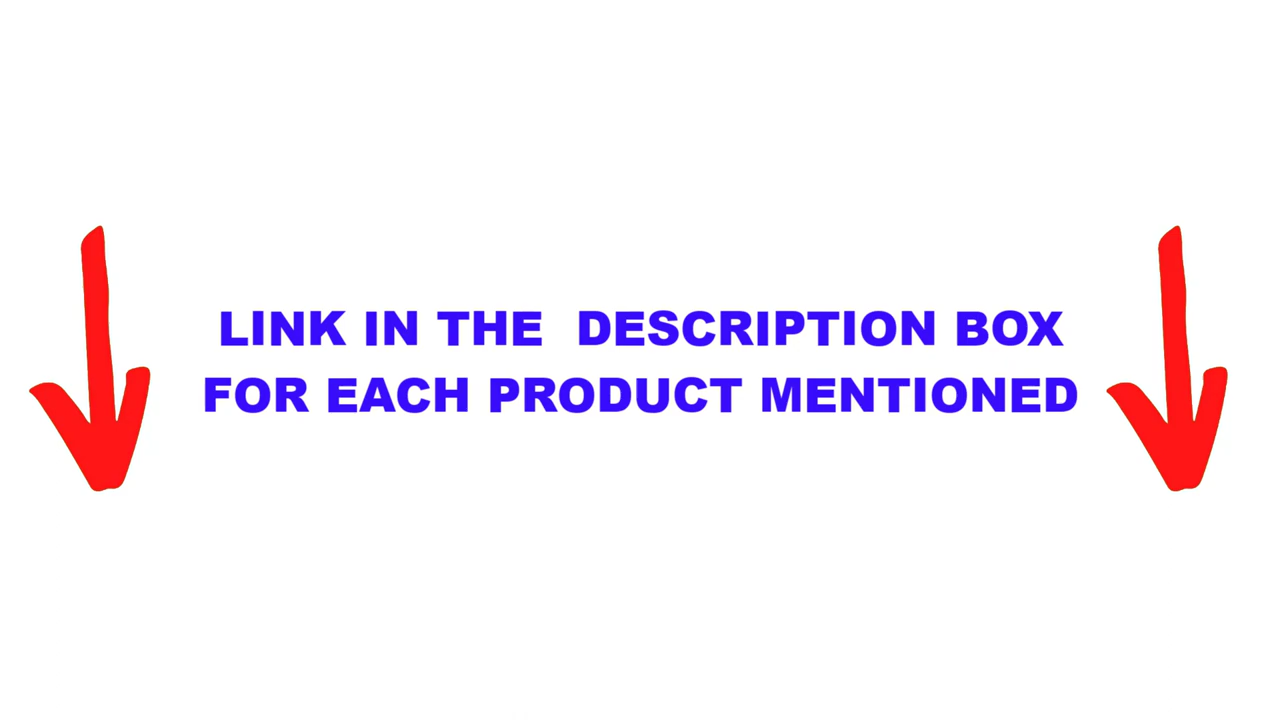 LINK IN THE  DESCRIPTION BOX
FOR EACH PRODUCT MENTIONED